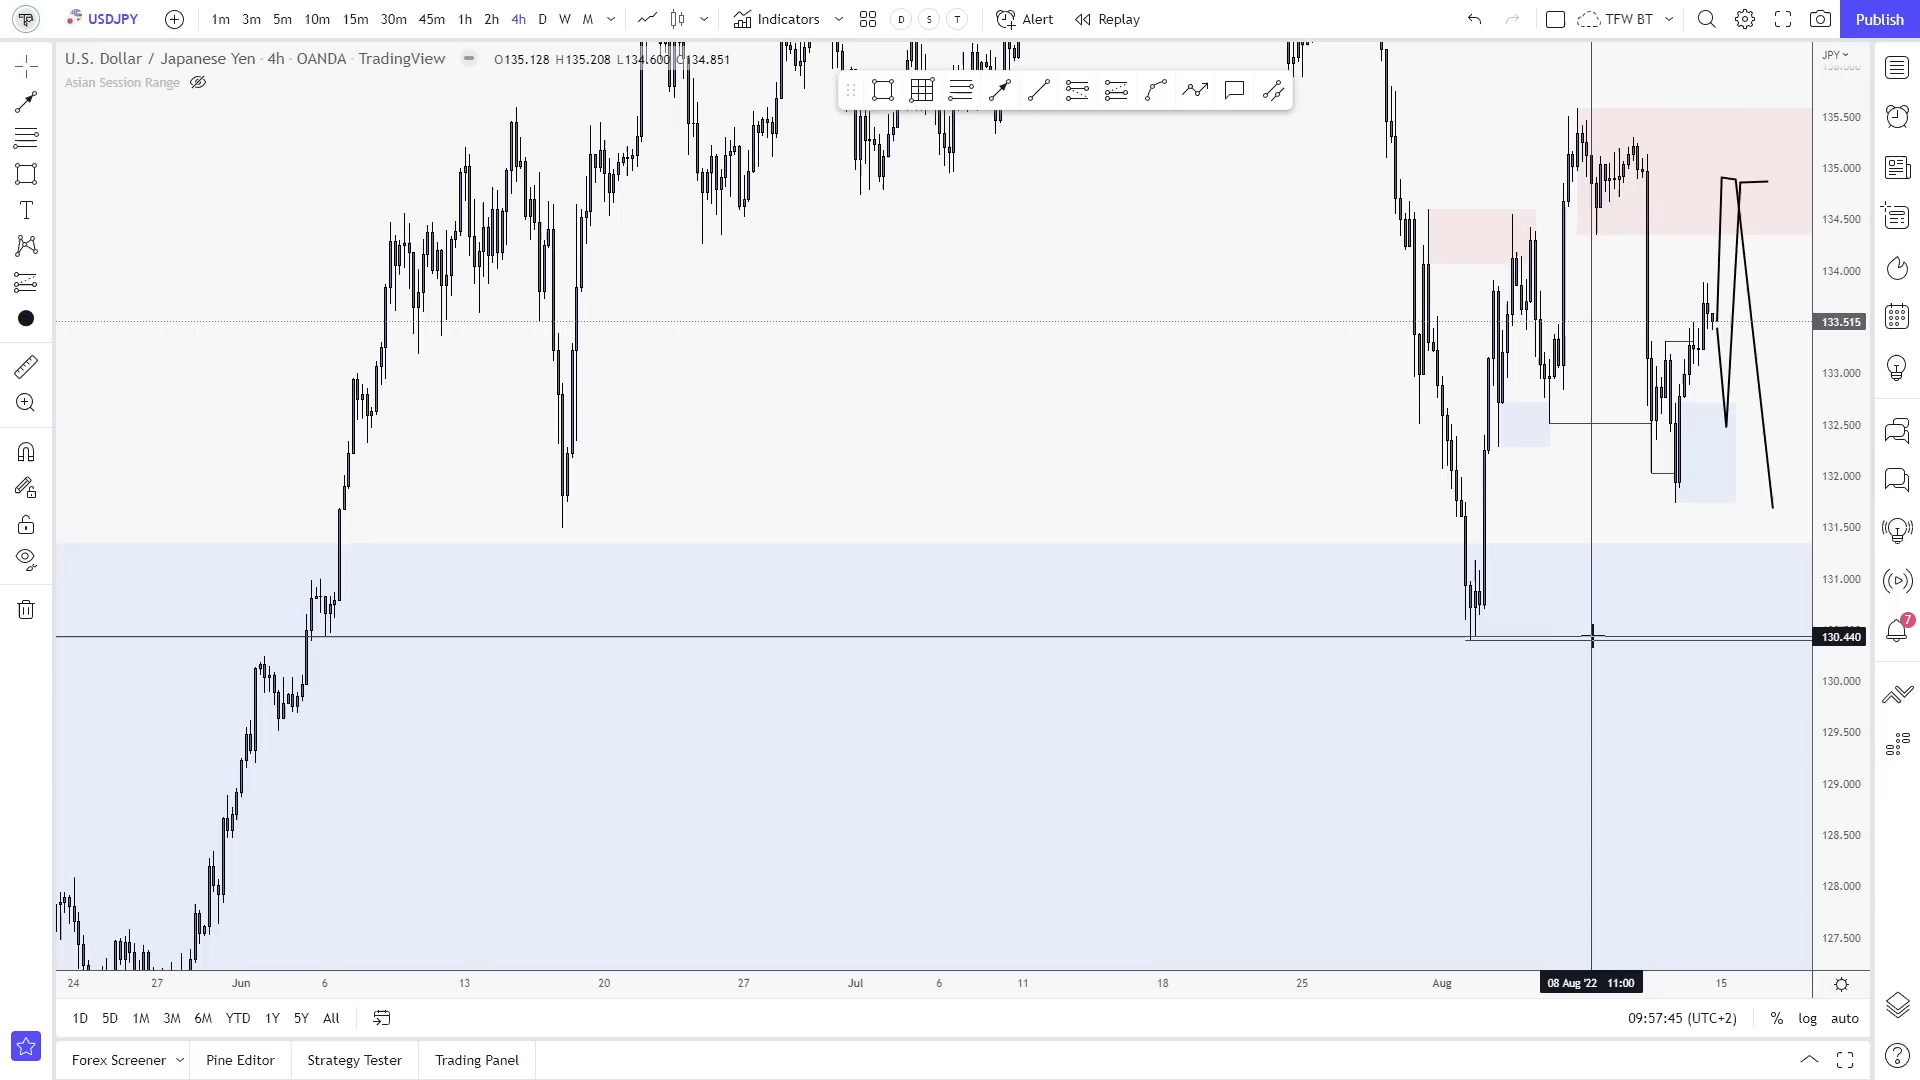 USDJPY 1m 3m 5m 10m 15m 30m 45m 1h 2h 4h D W M Indicators D S T Alert Replay TFW BT Publish
U.S. Dollar / Japanese Yen · 4h · OANDA · TradingView O135.128 H135.208 L134.600 C134.851
JPY
Asian Session Range
135.500
135.000
134.500
134.000
133.515
133.000
132.500
132.000
131.500
131.000
130.440
130.000
129.500
129.000
128.500
128.000
127.500
7
T
24 27 Jun 6 13 20 27 Jul 6 11 18 25 Aug 08 Aug '22 11:00 15
1D 5D 1M 3M 6M YTD 1Y 5Y All 09:57:45 (UTC+2) % log auto
Forex Screener Pine Editor Strategy Tester Trading Panel